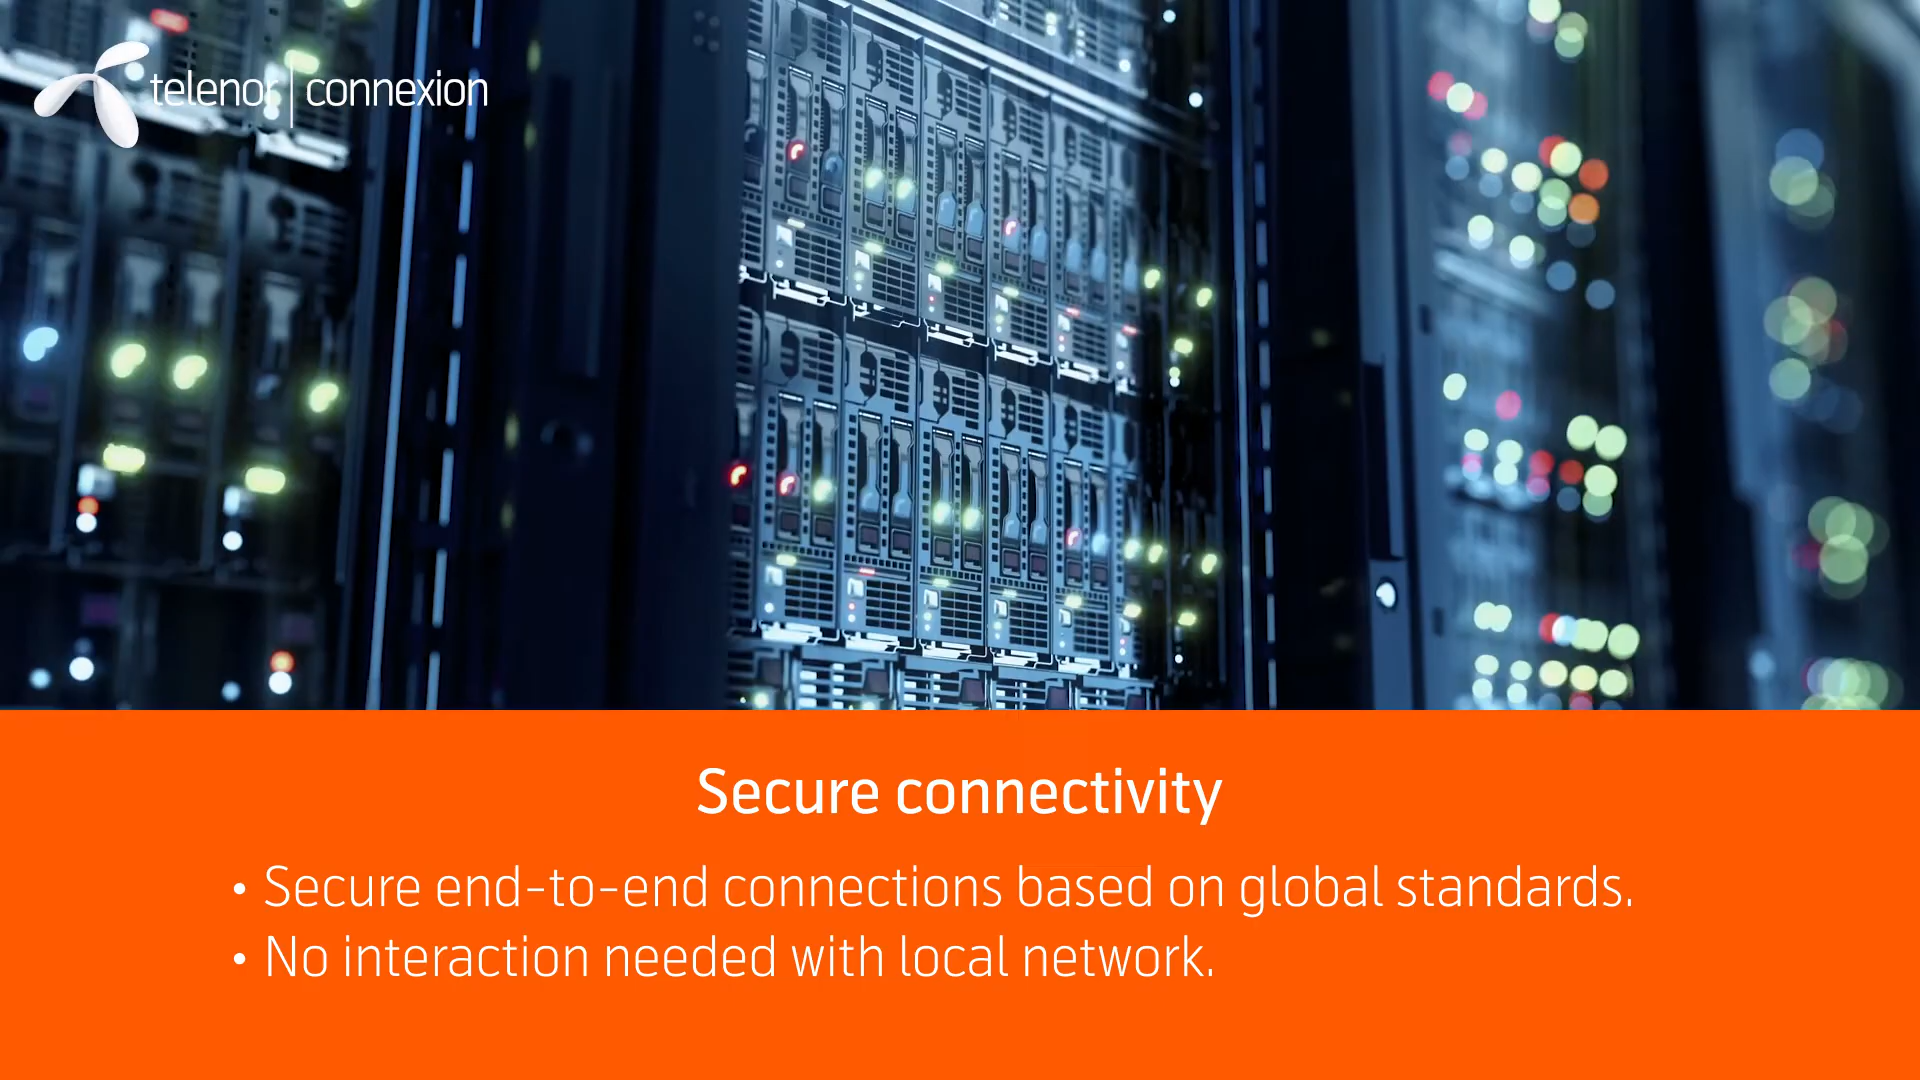 telenor | connexion
Secure connectivity
• Secure end-to-end connections based on global standards.
• No interaction needed with local network.